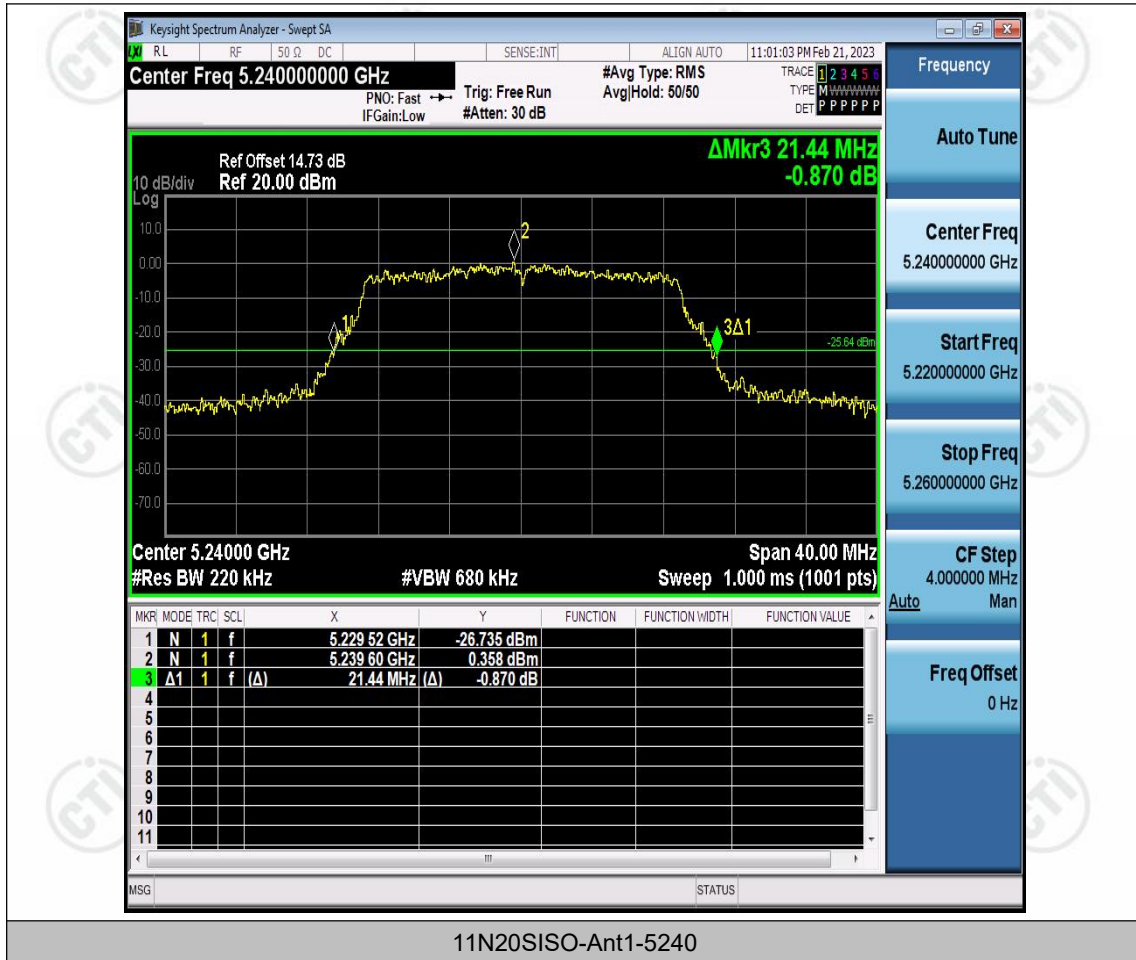 Keysight Spectrum Analyzer - Swept SA
LXI RL RF 50 Ω DC SENSE:INT ALIGN AUTO 11:01:03 PM Feb 21, 2023
Center Freq 5.240000000 GHz
PNO: Fast
IFGain:Low
Trig: Free Run
#Atten: 30 dB
#Avg Type: RMS
Avg|Hold: 50/50
TRACE 1 2 3 4 5 6
TYPE M WWWWW
DET P P P P P P
ΔMkr3 21.44 MHz
-0.870 dB
Ref Offset 14.73 dB
10 dB/div Ref 20.00 dBm
Log
10.0
0.00
-10.0
-20.0
-30.0
-40.0
-50.0
-60.0
-70.0
1
2
3Δ1
-25.64 dBm
Center 5.24000 GHz Span 40.00 MHz
#Res BW 220 kHz #VBW 680 kHz Sweep 1.000 ms (1001 pts)
MKR MODE TRC SCL X Y FUNCTION FUNCTION WIDTH FUNCTION VALUE
1 N 1 f 5.229 52 GHz -26.735 dBm
2 N 1 f 5.239 60 GHz 0.358 dBm
3 Δ1 1 f (Δ) 21.44 MHz (Δ) -0.870 dB
4
5
6
7
8
9
10
11
MSG STATUS
Frequency
Auto Tune
Center Freq
5.240000000 GHz
Start Freq
5.220000000 GHz
Stop Freq
5.260000000 GHz
CF Step
4.000000 MHz
Auto Man
Freq Offset
0 Hz
CTI
CTI
CTI
CTI
CTI
CTI
11N20SISO-Ant1-5240